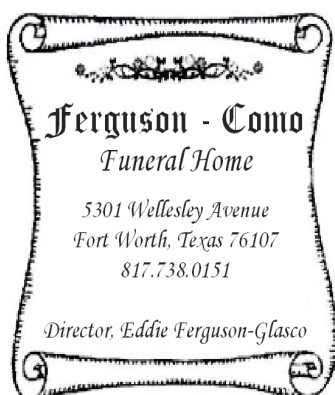 Ferguson - Como
Funeral Home
5301 Wellesley Avenue
Fort Worth, Texas 76107
817.738.0151
Director, Eddie Ferguson-Glasco